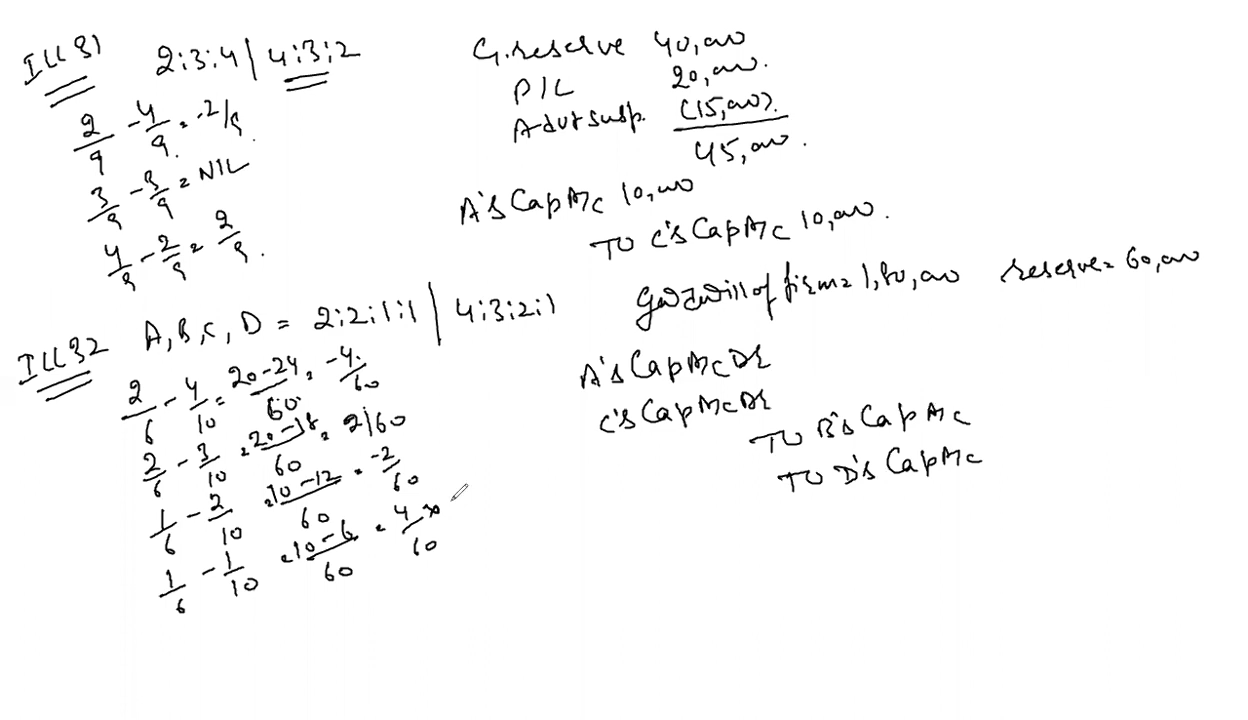 ILL 31 2:3:4 | 4:3:2
2/9 - 4/9 = -2/9
3/9 - 3/9 = NIL
4/9 - 2/9 = 2/9
G.reserve 40,000
P/L 20,000
Advt susp. (15,000)
45,000
A's Cap A/c 10,000
TO C's Cap A/c 10,000
ILL 32 A, B, C, D = 2:2:1:1 | 4:3:2:1
Goodwill of firm = 1,80,000 reserve = 60,000
2/6 - 4/10 = 20-24/60 = -4/60
2/6 - 3/10 = 20-18/60 = 2/60
1/6 - 2/10 = 10-12/60 = -2/60
1/6 - 1/10 = 10-6/60 = 4/60
A's Cap A/c Dr
C's Cap A/c Dr
TO B's Cap A/c
TO D's Cap A/c